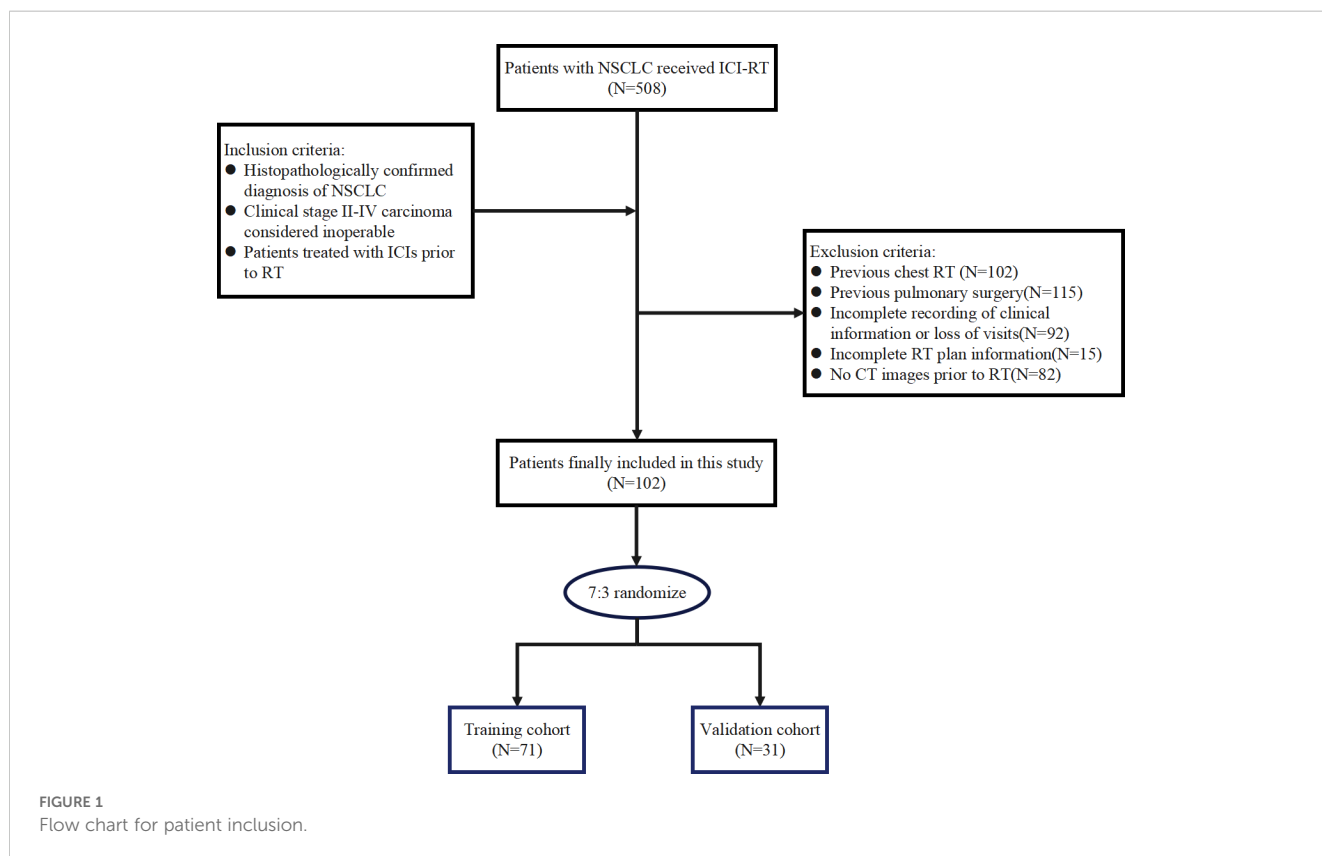 Patients with NSCLC received ICI-RT
(N=508)
Inclusion criteria:
● Histopathologically confirmed
diagnosis of NSCLC
● Clinical stage II-IV carcinoma
considered inoperable
● Patients treated with ICIs prior
to RT
Exclusion criteria:
● Previous chest RT (N=102)
● Previous pulmonary surgery(N=115)
● Incomplete recording of clinical
information or loss of visits(N=92)
● Incomplete RT plan information(N=15)
● No CT images prior to RT(N=82)
Patients finally included in this study
(N=102)
7:3 randomize
Training cohort
(N=71)
Validation cohort
(N=31)
FIGURE 1
Flow chart for patient inclusion.